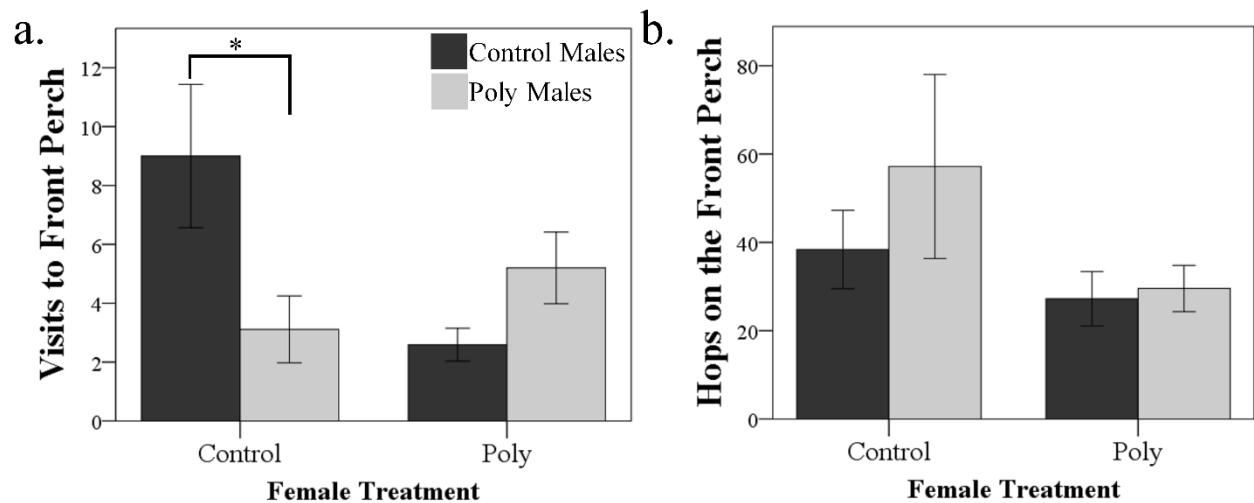 a.
*
Control Males
Poly Males
Visits to Front Perch
12
10
8
6
4
2
0
Control
Poly
Female Treatment
b.
Hops on the Front Perch
80
60
40
20
0
Control
Poly
Female Treatment